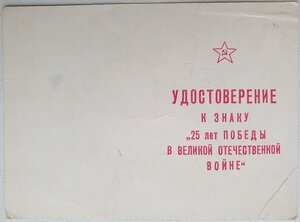 УДОСТОВЕРЕНИЕ
К ЗНАКУ
„25 лет ПОБЕДЫ
В ВЕЛИКОЙ ОТЕЧЕСТВЕННОЙ
ВОЙНЕ“